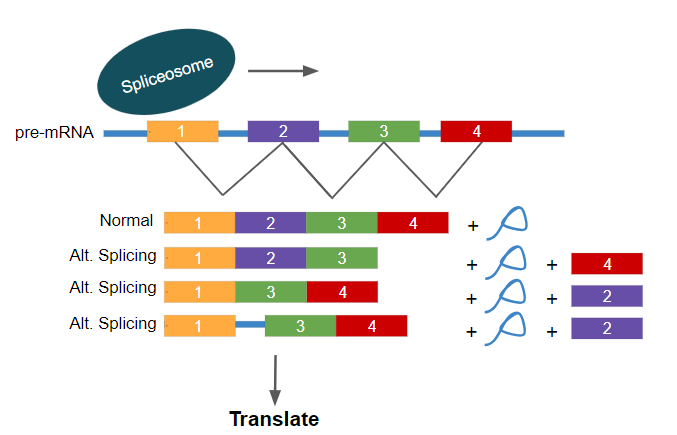 Spliceosome
pre-mRNA 1 2 3 4
Normal 1 2 3 4 +
Alt. Splicing 1 2 3 + + 4
Alt. Splicing 1 3 4 + + 2
Alt. Splicing 1 3 4 + + 2
Translate